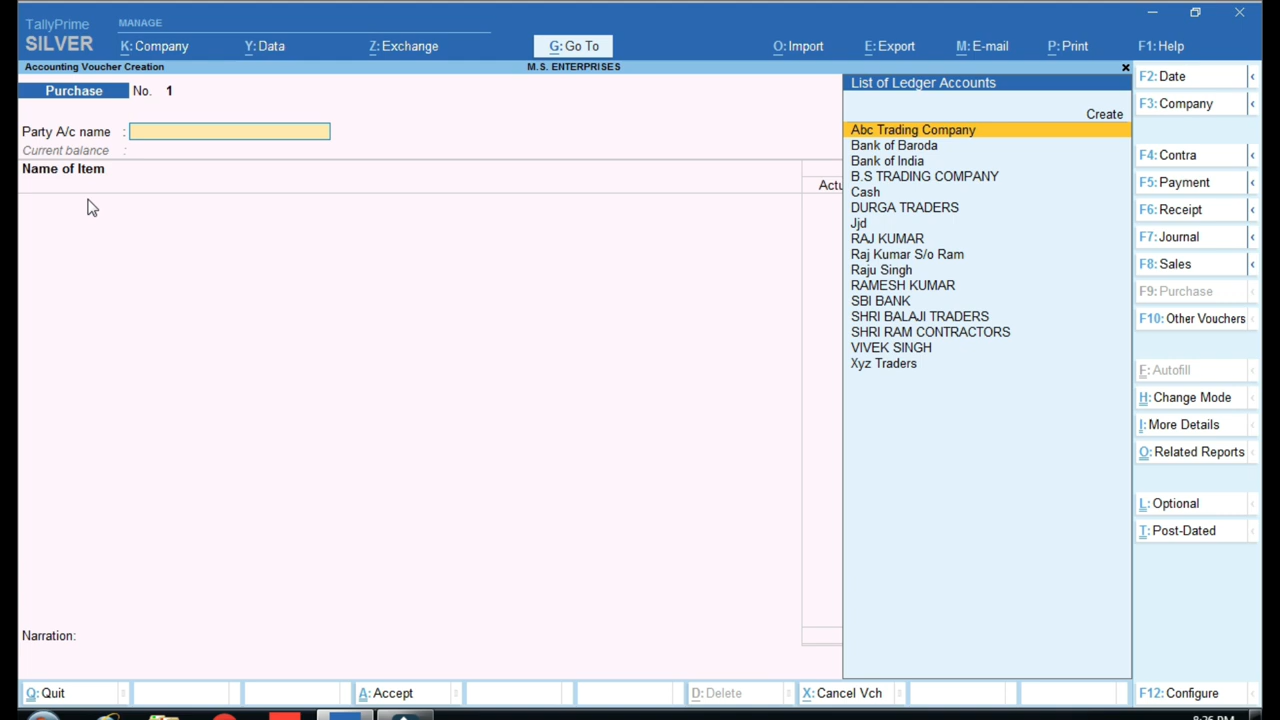 TallyPrime
SILVER
MANAGE
K: Company
Y: Data
Z: Exchange
G: Go To
O: Import
E: Export
M: E-mail
P: Print
F1: Help
Accounting Voucher Creation
M.S. ENTERPRISES
Purchase No. 1
Party A/c name :
Current balance :
Name of Item
Actu
List of Ledger Accounts
Create
Abc Trading Company
Bank of Baroda
Bank of India
B.S TRADING COMPANY
Cash
DURGA TRADERS
Jjd
RAJ KUMAR
Raj Kumar S/o Ram
Raju Singh
RAMESH KUMAR
SBI BANK
SHRI BALAJI TRADERS
SHRI RAM CONTRACTORS
VIVEK SINGH
Xyz Traders
F2: Date
F3: Company
F4: Contra
F5: Payment
F6: Receipt
F7: Journal
F8: Sales
F9: Purchase
F10: Other Vouchers
F: Autofill
H: Change Mode
I: More Details
O: Related Reports
L: Optional
T: Post-Dated
Narration:
Q: Quit
A: Accept
D: Delete
X: Cancel Vch
F12: Configure
8:26 PM